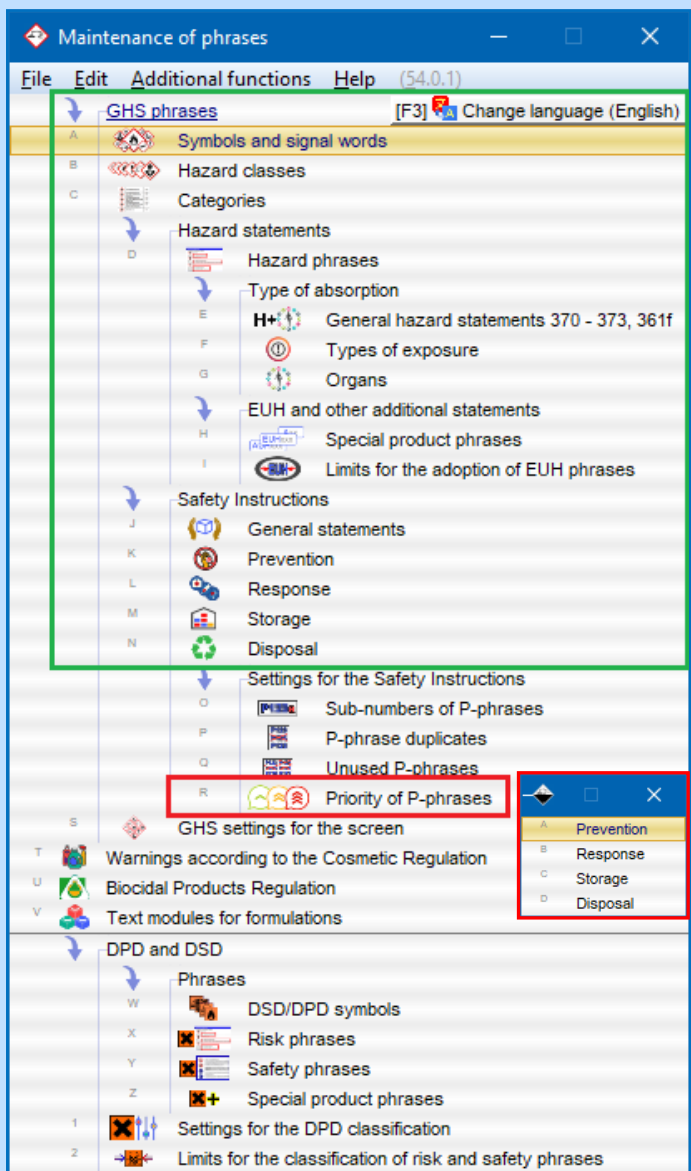 Maintenance of phrases
File Edit Additional functions Help (54.0.1)
GHS phrases [F3] Change language (English)
A Symbols and signal words
B Hazard classes
C Categories
Hazard statements
D Hazard phrases
Type of absorption
E H+ General hazard statements 370 - 373, 361f
F Types of exposure
G Organs
EUH and other additional statements
H Special product phrases
I Limits for the adoption of EUH phrases
Safety Instructions
J General statements
K Prevention
L Response
M Storage
N Disposal
Settings for the Safety Instructions
O Sub-numbers of P-phrases
P P-phrase duplicates
Q Unused P-phrases
R Priority of P-phrases
S GHS settings for the screen
T Warnings according to the Cosmetic Regulation
U Biocidal Products Regulation
V Text modules for formulations
A Prevention
B Response
C Storage
D Disposal
DPD and DSD
Phrases
W DSD/DPD symbols
X Risk phrases
Y Safety phrases
Z Special product phrases
1 Settings for the DPD classification
2 Limits for the classification of risk and safety phrases